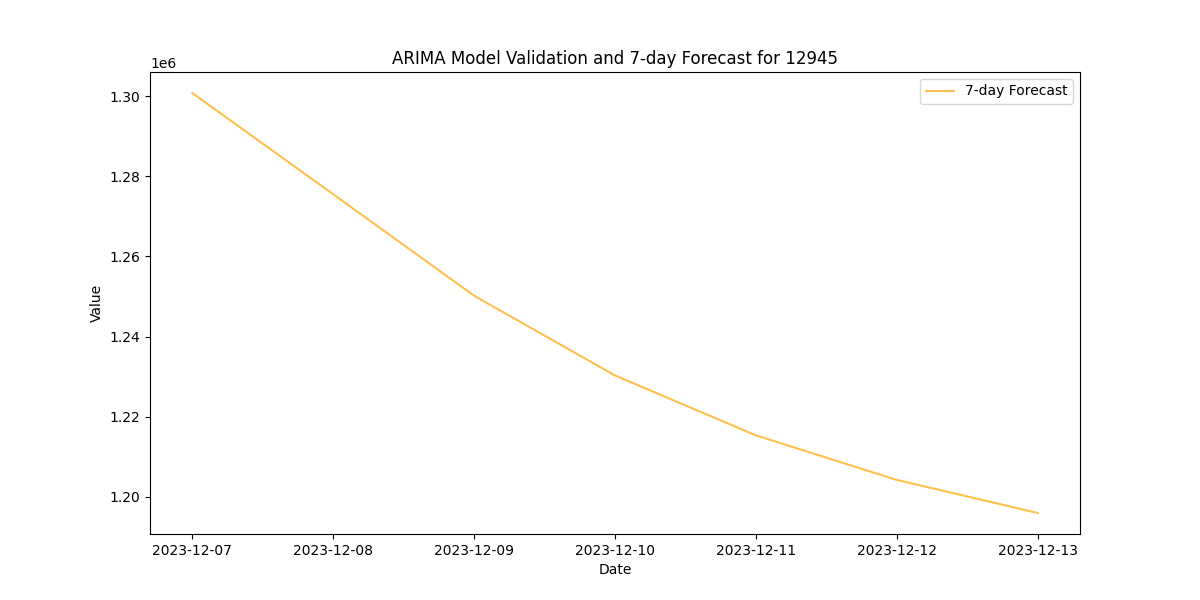 ARIMA Model Validation and 7-day Forecast for 12945
1e6
7-day Forecast
1.30
1.28
1.26
1.24
1.22
1.20
Value
2023-12-07 2023-12-08 2023-12-09 2023-12-10 2023-12-11 2023-12-12 2023-12-13
Date